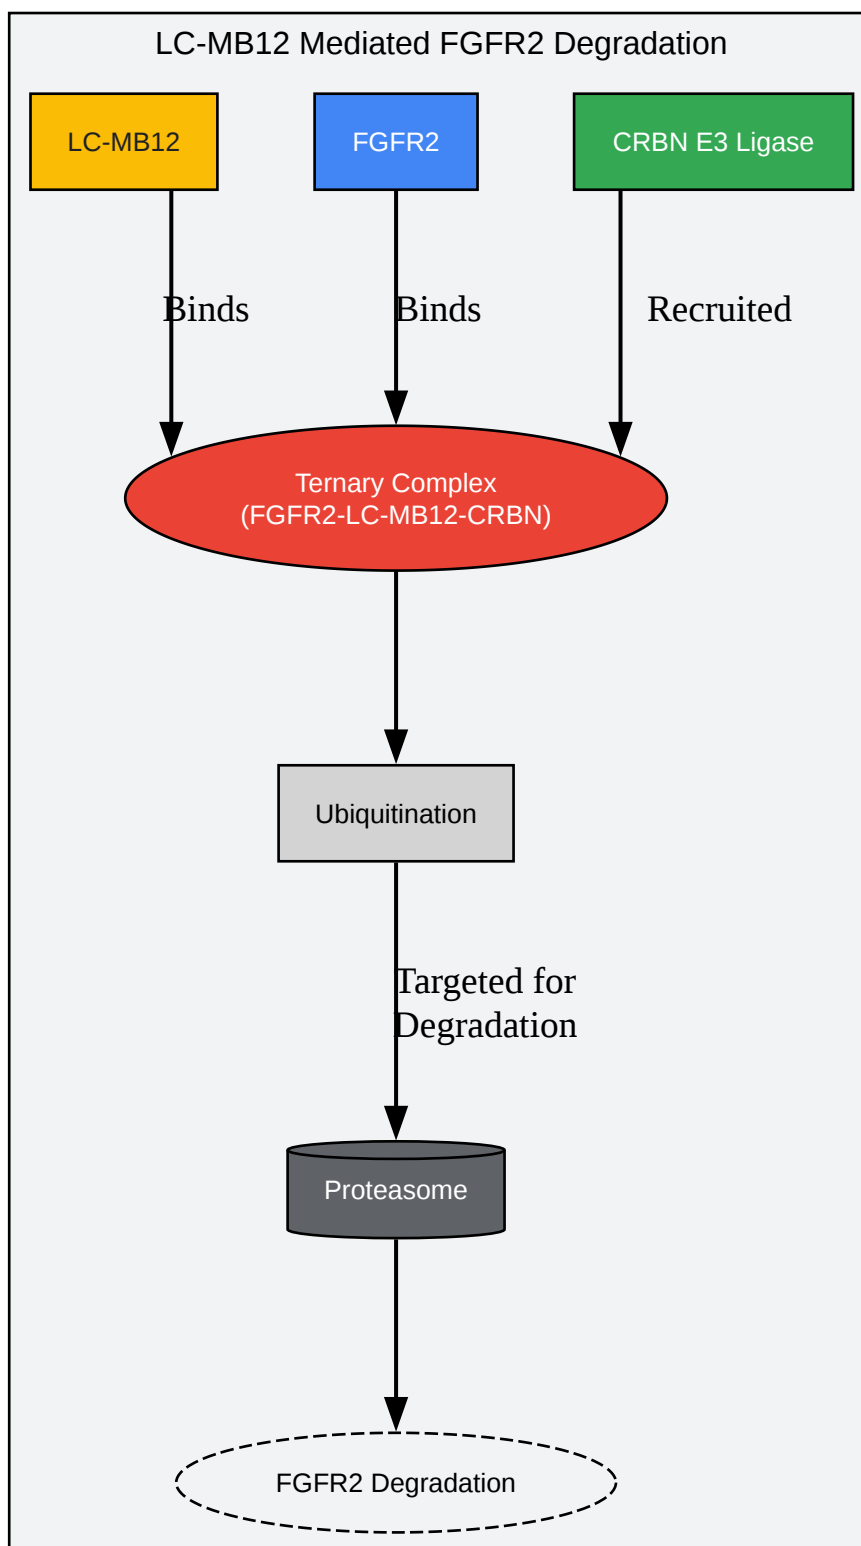 LC-MB12 Mediated FGFR2 Degradation
LC-MB12
FGFR2
CRBN E3 Ligase
Binds
Binds
Recruited
Ternary Complex
(FGFR2-LC-MB12-CRBN)
Ubiquitination
Targeted for
Degradation
Proteasome
FGFR2 Degradation